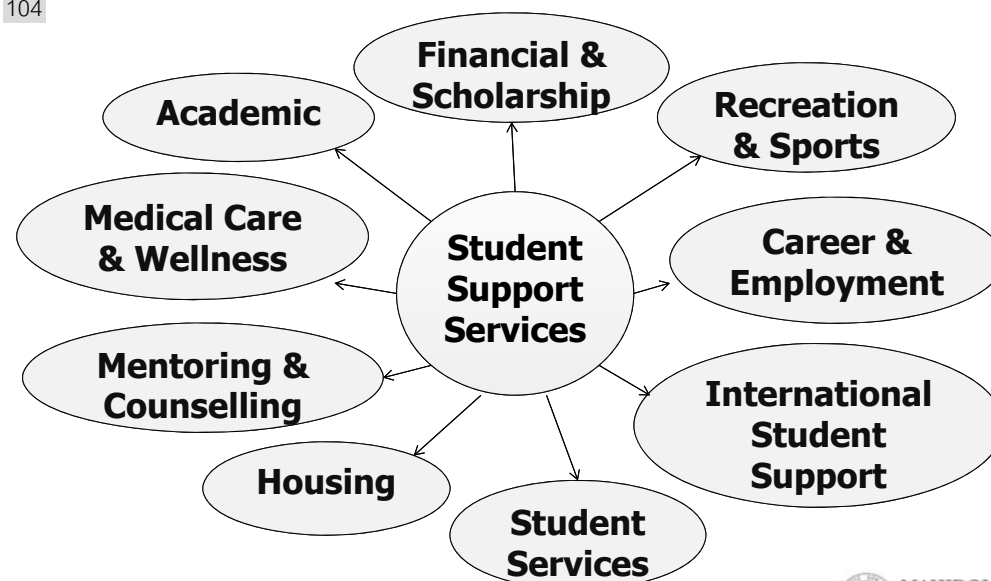 104
Financial &
Scholarship
Academic
Recreation
& Sports
Medical Care
& Wellness
Student
Support
Services
Career &
Employment
Mentoring &
Counselling
International
Student
Support
Housing
Student
Services